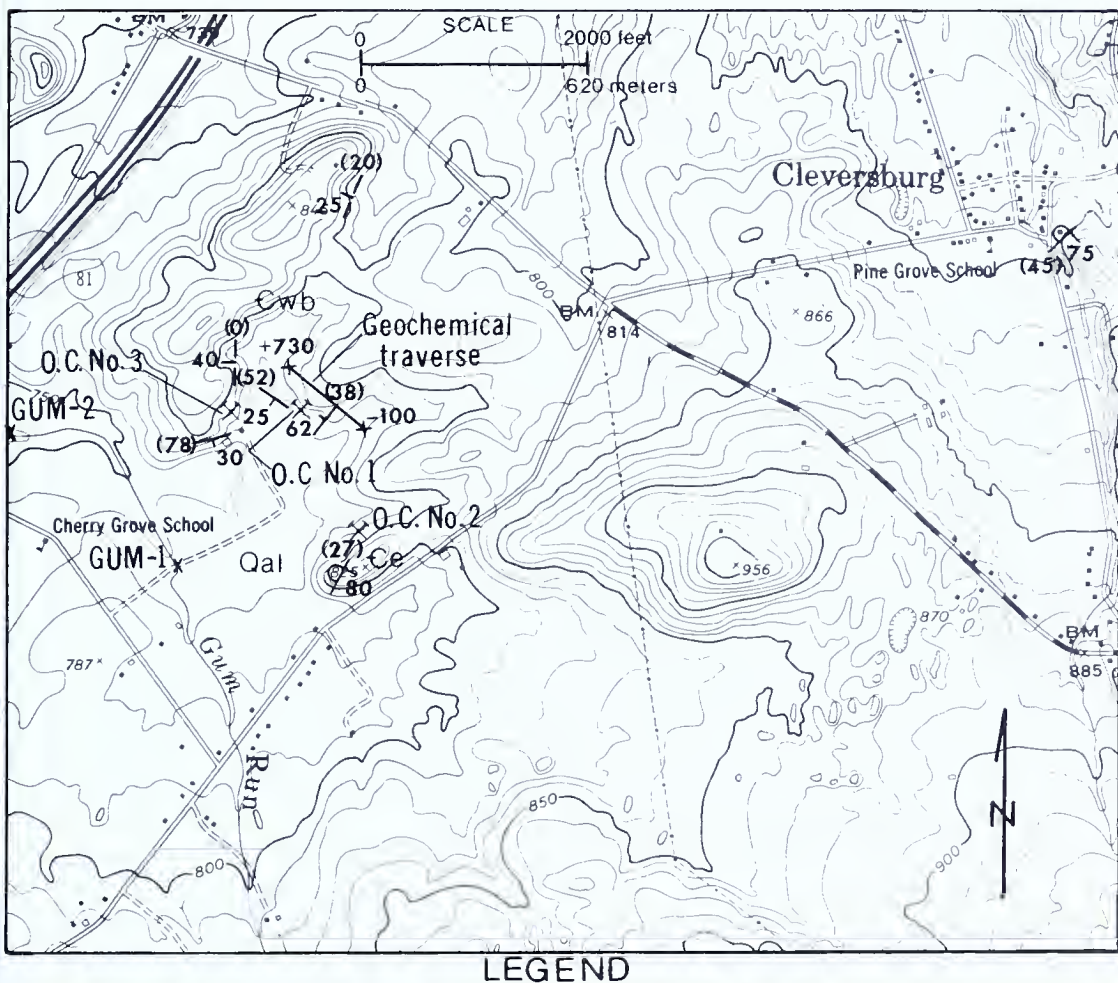 BM
SCALE
0 2000 feet
0 620 meters
(20)
25
Cleversburg
Pine Grove School
(45) 75
81
800
BM
814
866
Cwb
(0)
+730
Geochemical
traverse
O.C. No. 3
40
(52)
(38)
-100
GUM-2
25
62
(78)
30
O.C No. 1
Cherry Grove School
GUM-1
O.C. No. 2
(27)
Ce
80
Qal
956
870
BM
885
787
Gum
Run
N
850
800
900
LEGEND